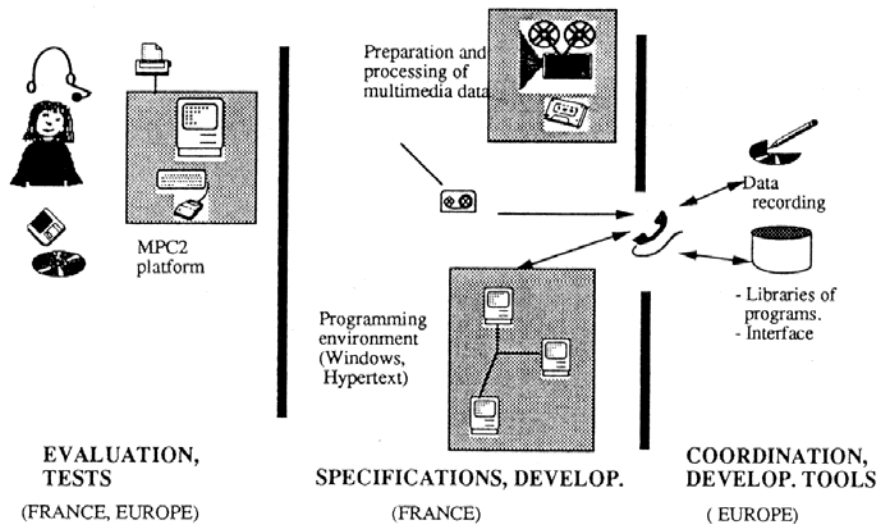 Preparation and
processing of
multimedia data
MPC2
platform
Data
recording
- Libraries of
programs.
- Interface
Programming
environment
(Windows,
Hypertext)
EVALUATION,
TESTS
(FRANCE, EUROPE)
SPECIFICATIONS, DEVELOP.
(FRANCE)
COORDINATION,
DEVELOP. TOOLS
( EUROPE)